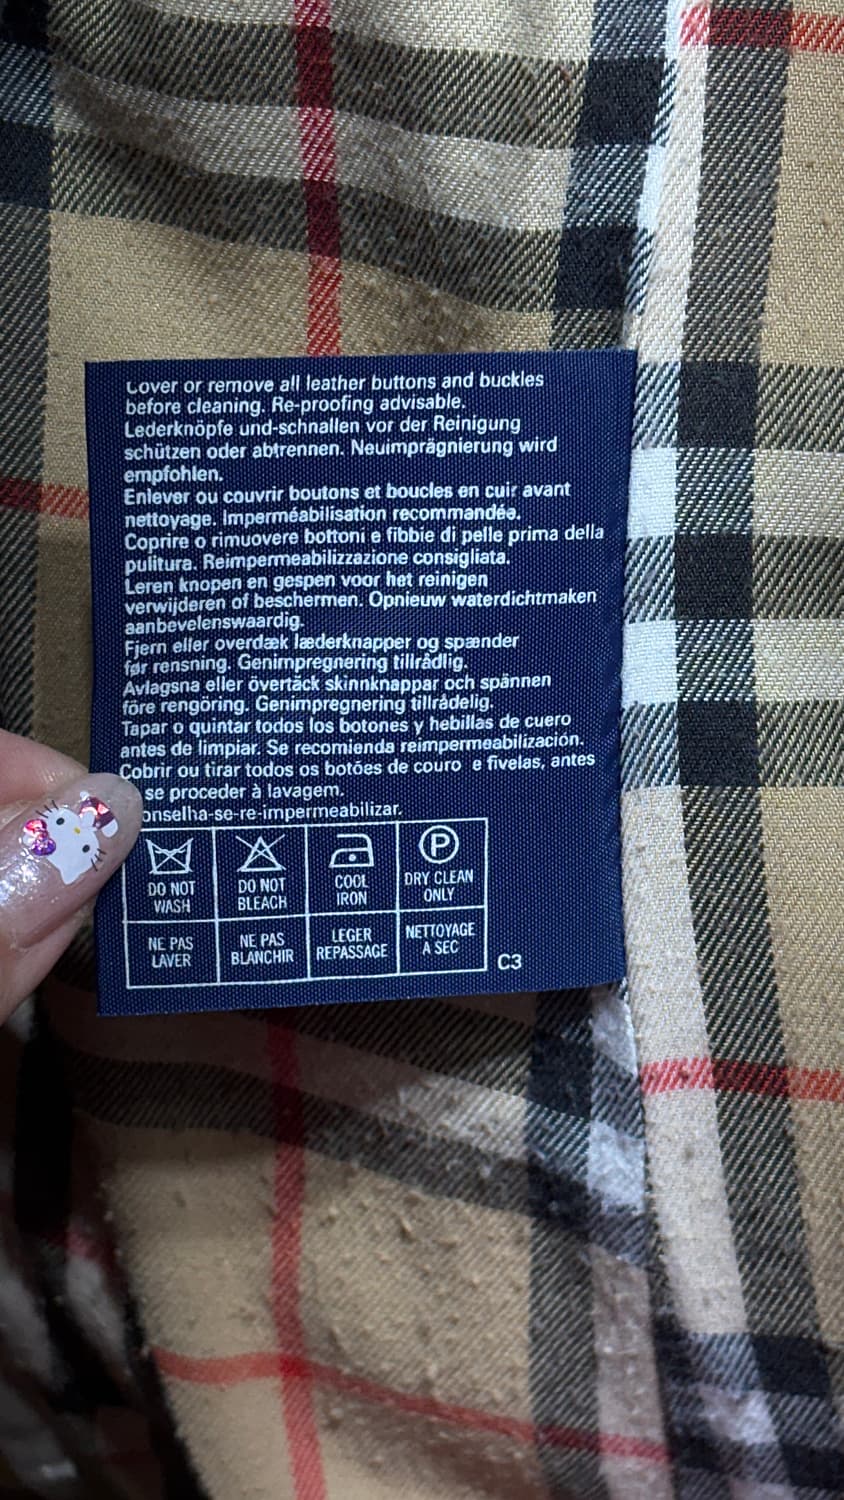 Cover or remove all leather buttons and buckles
before cleaning. Re-proofing advisable.
Lederknöpfe und-schnallen vor der Reinigung
schützen oder abtrennen. Neuimprägnierung wird
empfohlen.
Enlever ou couvrir boutons et boucles en cuir avant
nettoyage. Imperméabilisation recommandée.
Coprire o rimuovere bottoni e fibbie di pelle prima della
pulitura. Reimpermeabilizzazione consigliata.
Leren knopen en gespen voor het reinigen
verwijderen of beschermen. Opnieuw waterdichtmaken
aanbevelenswaardig.
Fjern eller overdæk læderknapper og spænder
før rensning. Genimpregnering tillrådlig.
Avlagsna eller övertäck skinnknappar och spännen
före rengöring. Genimpregnering tillrådelig.
Tapar o quintar todos los botones y hebillas de cuero
antes de limpiar. Se recomienda reimpermeabilización.
Cobrir ou tirar todos os botões de couro e fivelas, antes
se proceder à lavagem.
onselha-se-re-impermeabilizar.
P
DO NOT WASH
DO NOT BLEACH
COOL IRON
DRY CLEAN ONLY
NE PAS LAVER
NE PAS BLANCHIR
LEGER REPASSAGE
NETTOYAGE A SEC
C3